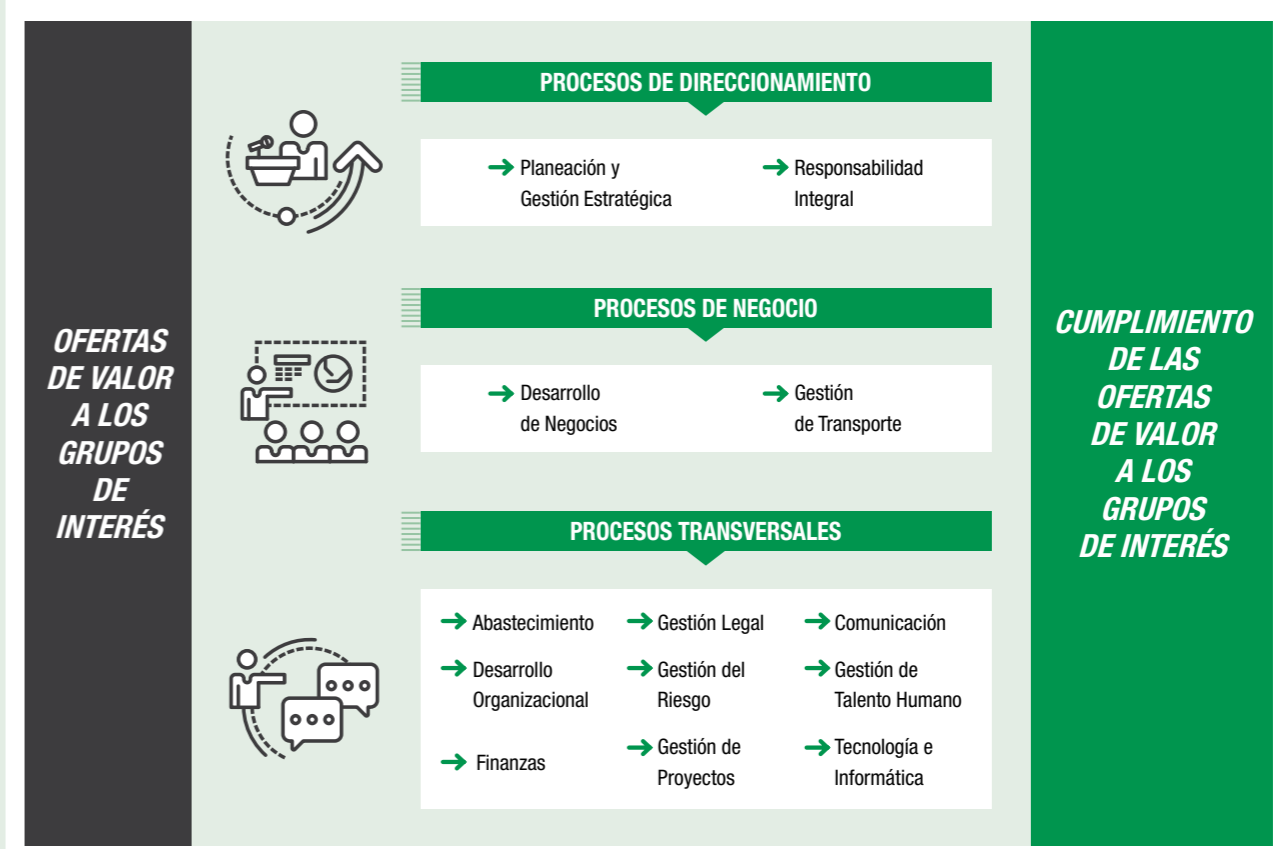 OFERTAS
DE VALOR
A LOS
GRUPOS
DE
INTERÉS
PROCESOS DE DIRECCIONAMIENTO
Planeación y
Gestión Estratégica
Responsabilidad
Integral
PROCESOS DE NEGOCIO
Desarrollo
de Negocios
Gestión
de Transporte
PROCESOS TRANSVERSALES
Abastecimiento
Gestión Legal
Comunicación
Desarrollo
Organizacional
Gestión del
Riesgo
Gestión de
Talento Humano
Finanzas
Gestión de
Proyectos
Tecnología e
Informática
CUMPLIMIENTO
DE LAS
OFERTAS
DE VALOR
A LOS
GRUPOS
DE INTERÉS